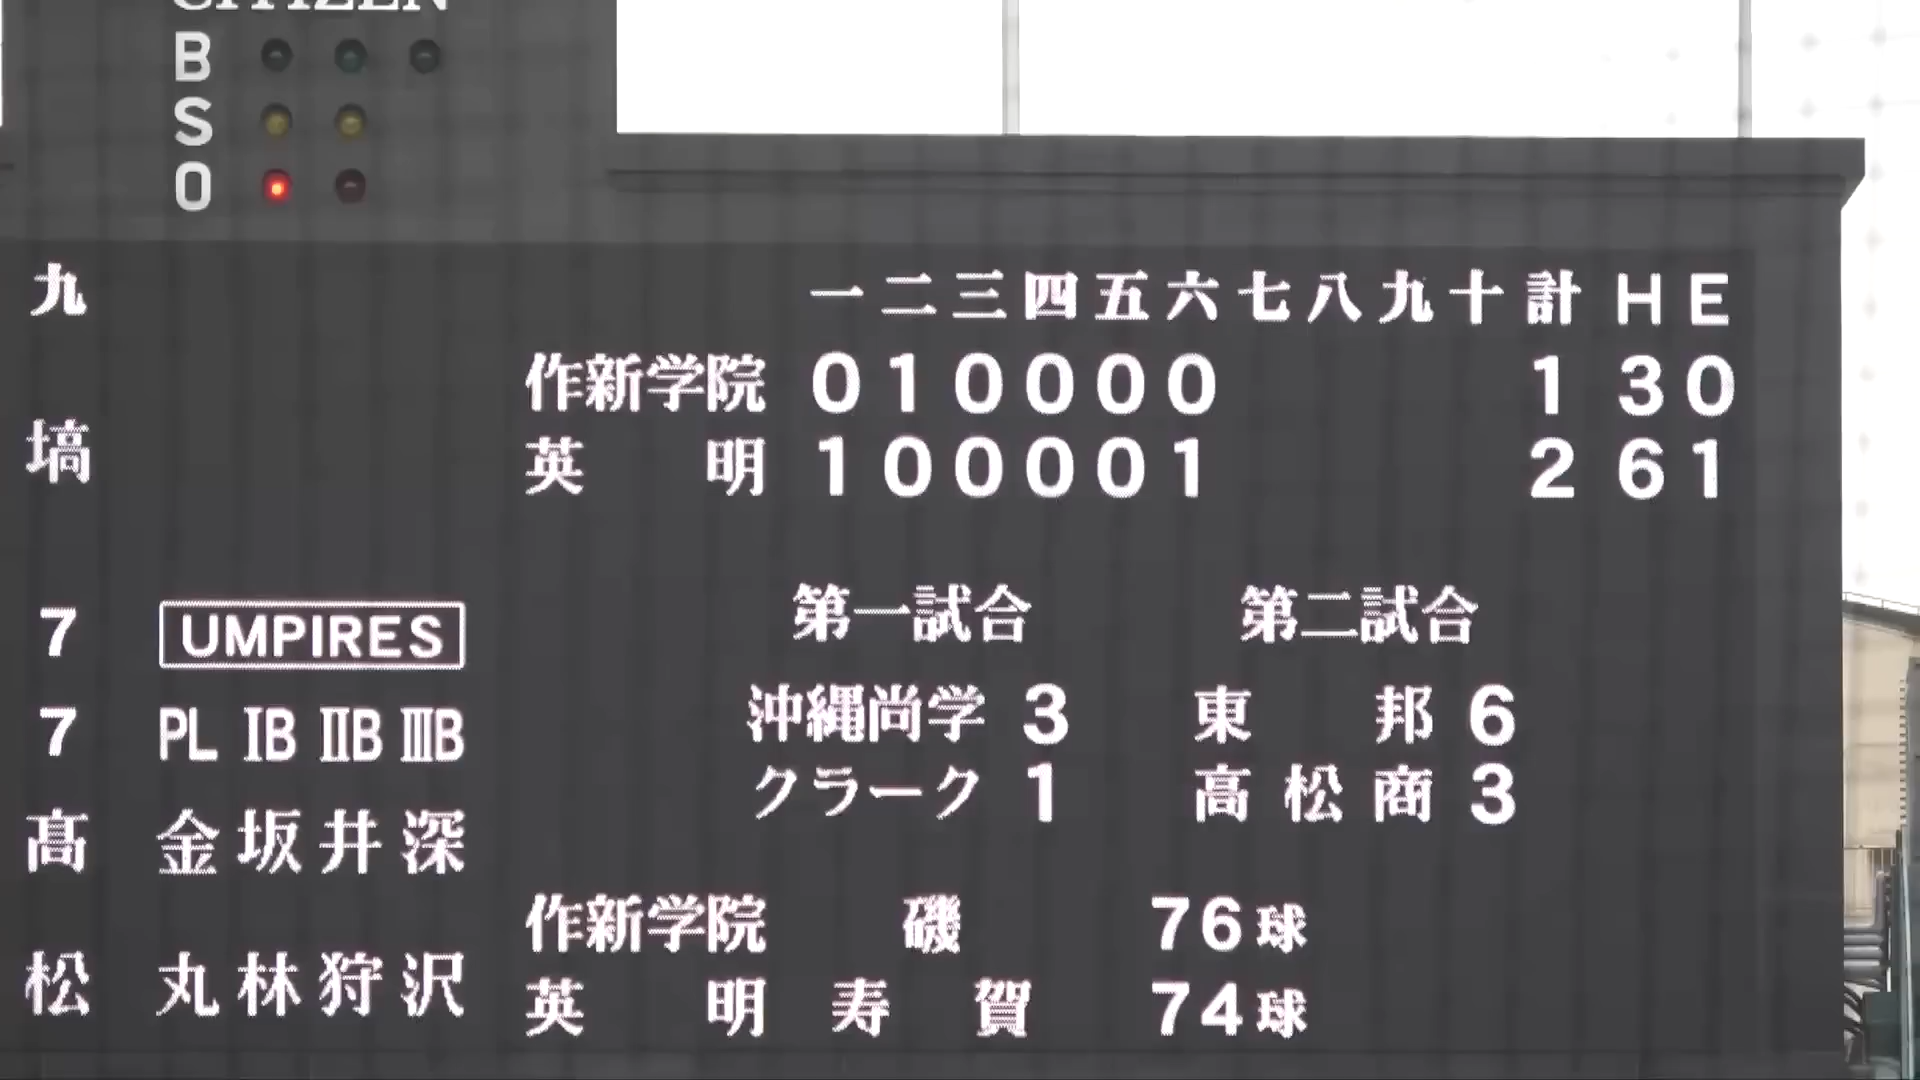 CITIZEN
B
S
O
九 一 二 三 四 五 六 七 八 九 十 計 H E
作新学院 0 1 0 0 0 0 1 3 0
塙
英明 1 0 0 0 0 1 2 6 1
第一試合 第二試合
7 UMPIRES
沖縄尚学 3 東邦 6
7 PL IB IIB IIIB
クラーク 1 高松商 3
髙 金 坂 井 深
作新学院 磯 76球
松 丸 林 狩 沢
英明 寿賀 74球